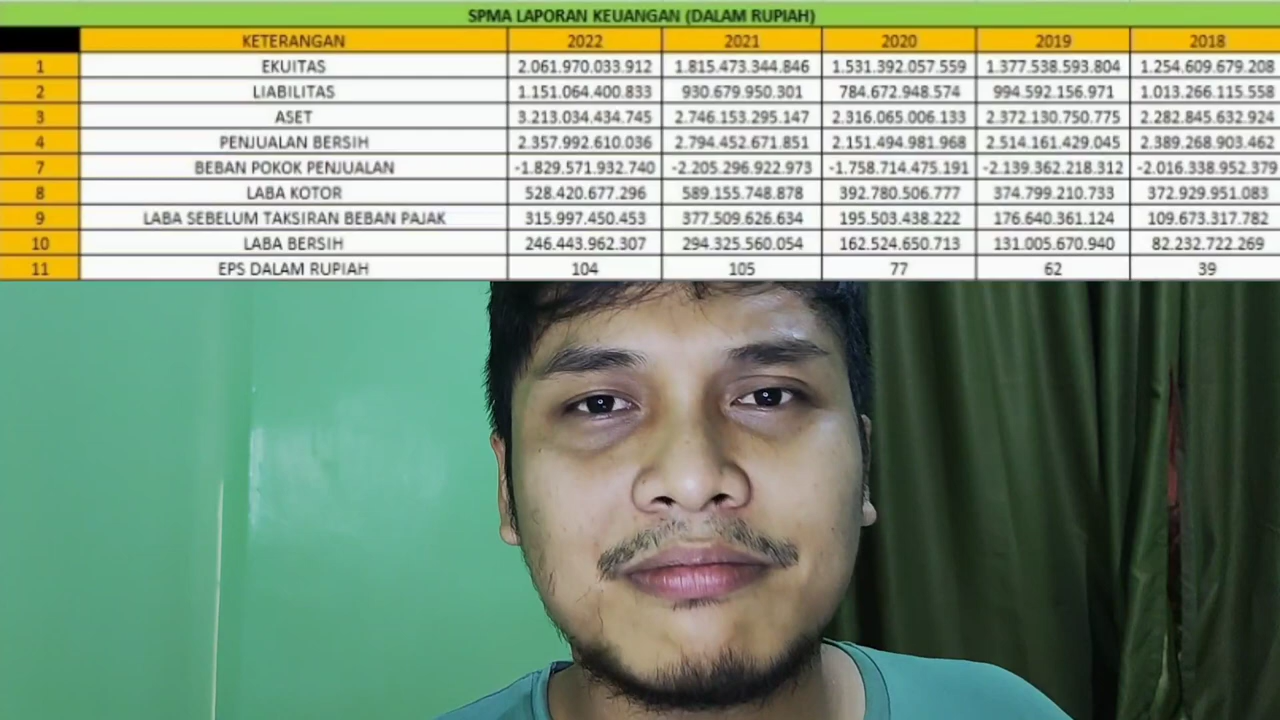 SPMA LAPORAN KEUANGAN (DALAM RUPIAH)
KETERANGAN 2022 2021 2020 2019 2018
1 EKUITAS 2.061.970.033.912 1.815.473.344.846 1.531.392.057.559 1.377.538.593.804 1.254.609.679.208
2 LIABILITAS 1.151.064.400.833 930.679.950.301 784.672.948.574 994.592.156.971 1.013.266.115.558
3 ASET 3.213.034.434.745 2.746.153.295.147 2.316.065.006.133 2.372.130.750.775 2.282.845.632.924
4 PENJUALAN BERSIH 2.357.992.610.036 2.794.452.671.851 2.151.494.981.968 2.514.161.429.045 2.389.268.903.462
7 BEBAN POKOK PENJUALAN -1.829.571.932.740 -2.205.296.922.973 -1.758.714.475.191 -2.139.362.218.312 -2.016.338.952.379
8 LABA KOTOR 528.420.677.296 589.155.748.878 392.780.506.777 374.799.210.733 372.929.951.083
9 LABA SEBELUM TAKSIRAN BEBAN PAJAK 315.997.450.453 377.509.626.634 195.503.438.222 176.640.361.124 109.673.317.782
10 LABA BERSIH 246.443.962.307 294.325.560.054 162.524.650.713 131.005.670.940 82.232.722.269
11 EPS DALAM RUPIAH 104 105 77 62 39